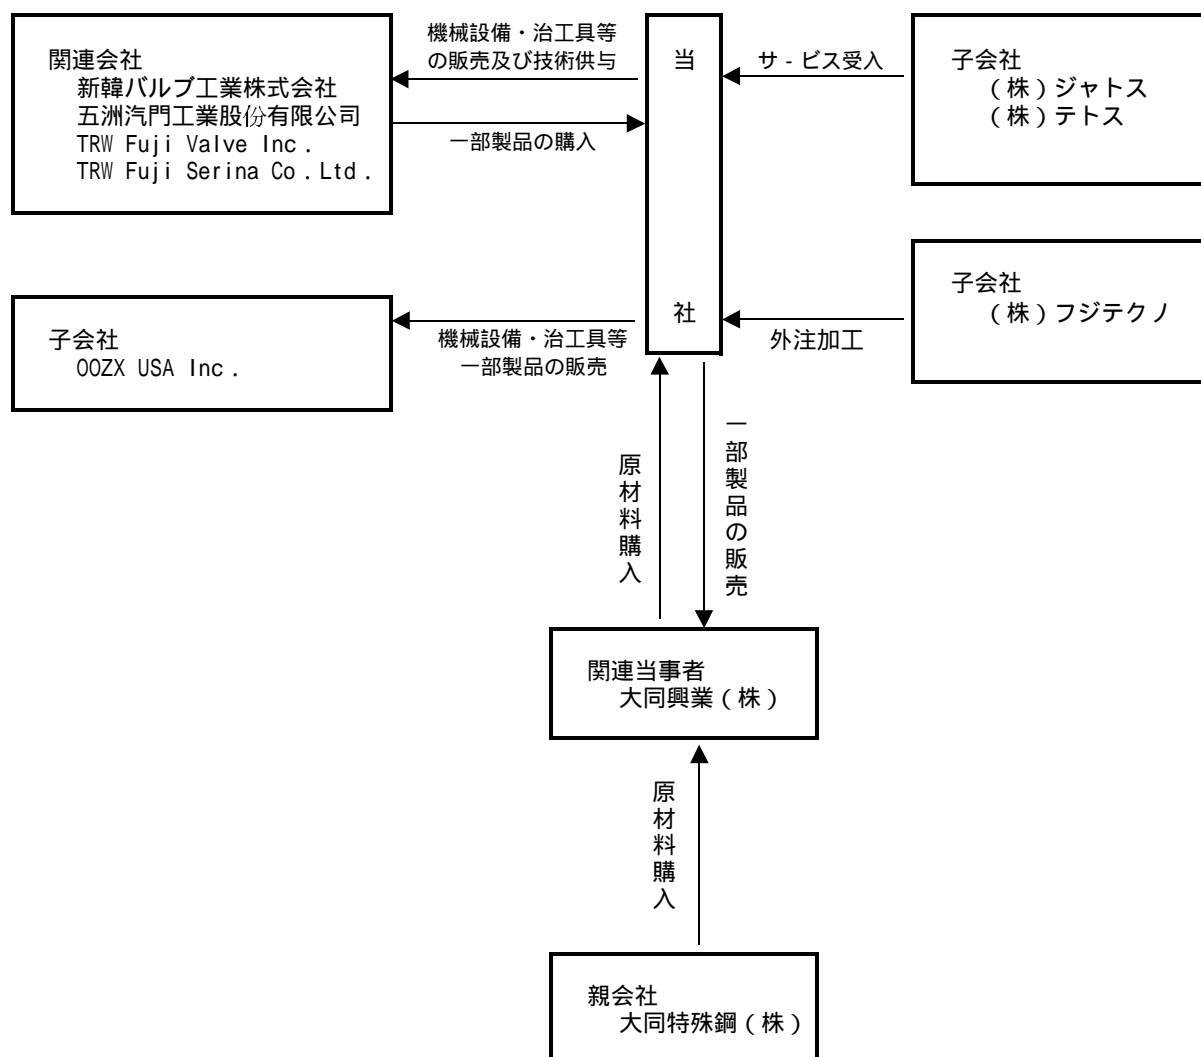 関連会社
新韓バルブ工業株式会社
五洲汽門工業股份有限公司
TRW Fuji Valve Inc.
TRW Fuji Serina Co.Ltd.
機械設備・治工具等
の販売及び技術供与
一部製品の購入
当
社
サ-ビス受入
子会社
(株)ジャトス
(株)テトス
子会社
OOZX USA Inc.
機械設備・治工具等
一部製品の販売
外注加工
子会社
(株)フジテクノ
原材料購入
一部製品の販売
関連当事者
大同興業(株)
原材料購入
親会社
大同特殊鋼(株)